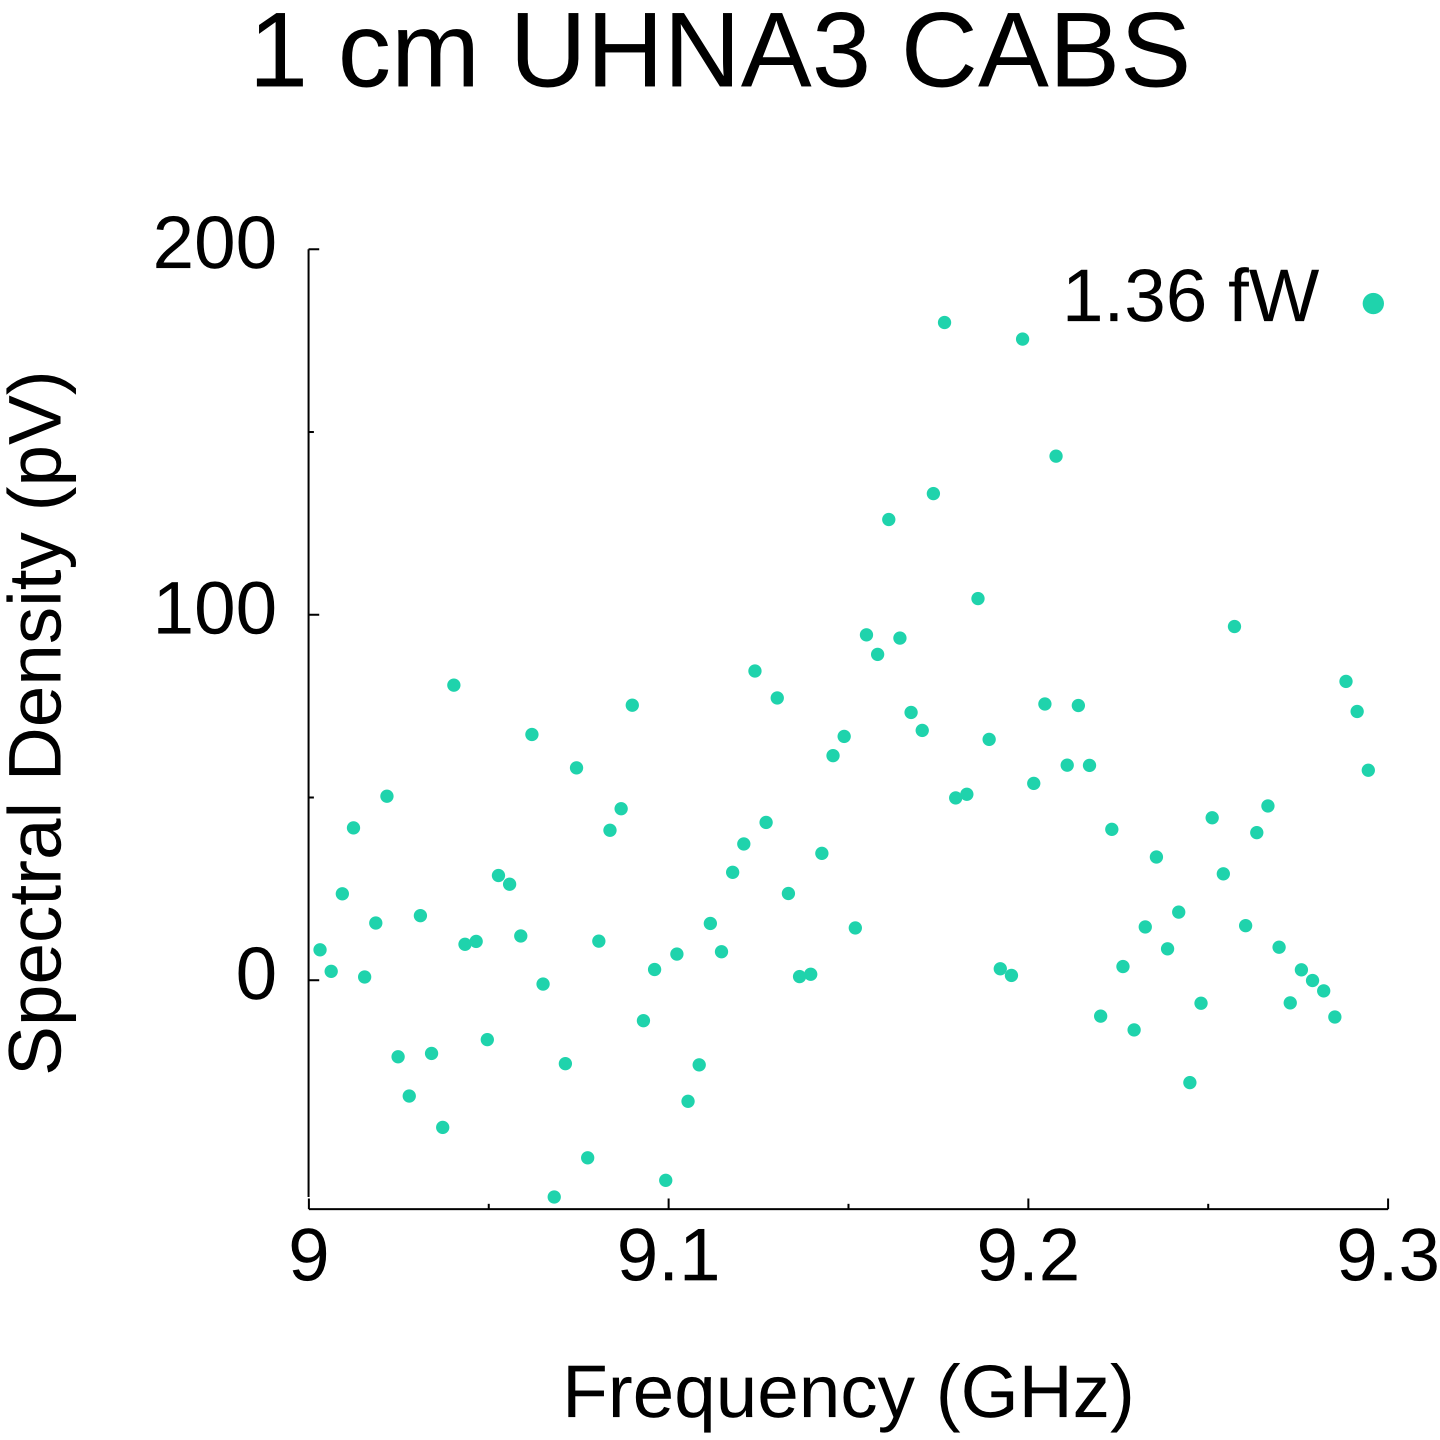 1 cm UHNA3 CABS
200
1.36 fW
100
0
Spectral Density (pV)
9 9.1 9.2 9.3
Frequency (GHz)